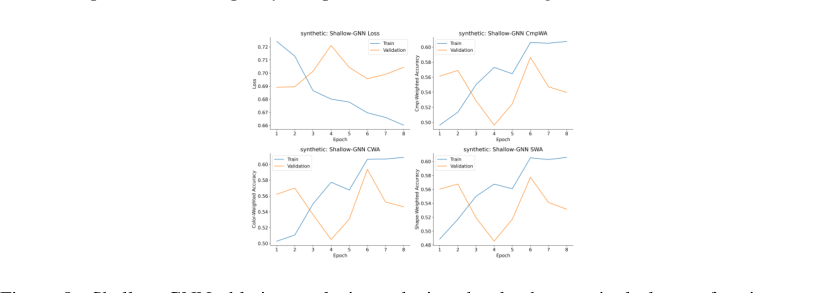 synthetic: Shallow-GNN Loss
Train
Validation
Loss
0.72
0.71
0.70
0.69
0.68
0.67
0.66
1 2 3 4 5 6 7 8
Epoch
synthetic: Shallow-GNN CmpWA
Train
Validation
Cmp-Weighted Accuracy
0.60
0.58
0.56
0.54
0.52
0.50
1 2 3 4 5 6 7 8
Epoch
synthetic: Shallow-GNN CWA
Train
Validation
Color-Weighted Accuracy
0.60
0.58
0.56
0.54
0.52
0.50
1 2 3 4 5 6 7 8
Epoch
synthetic: Shallow-GNN SWA
Train
Validation
Shape-Weighted Accuracy
0.60
0.58
0.56
0.54
0.52
0.50
0.48
1 2 3 4 5 6 7 8
Epoch